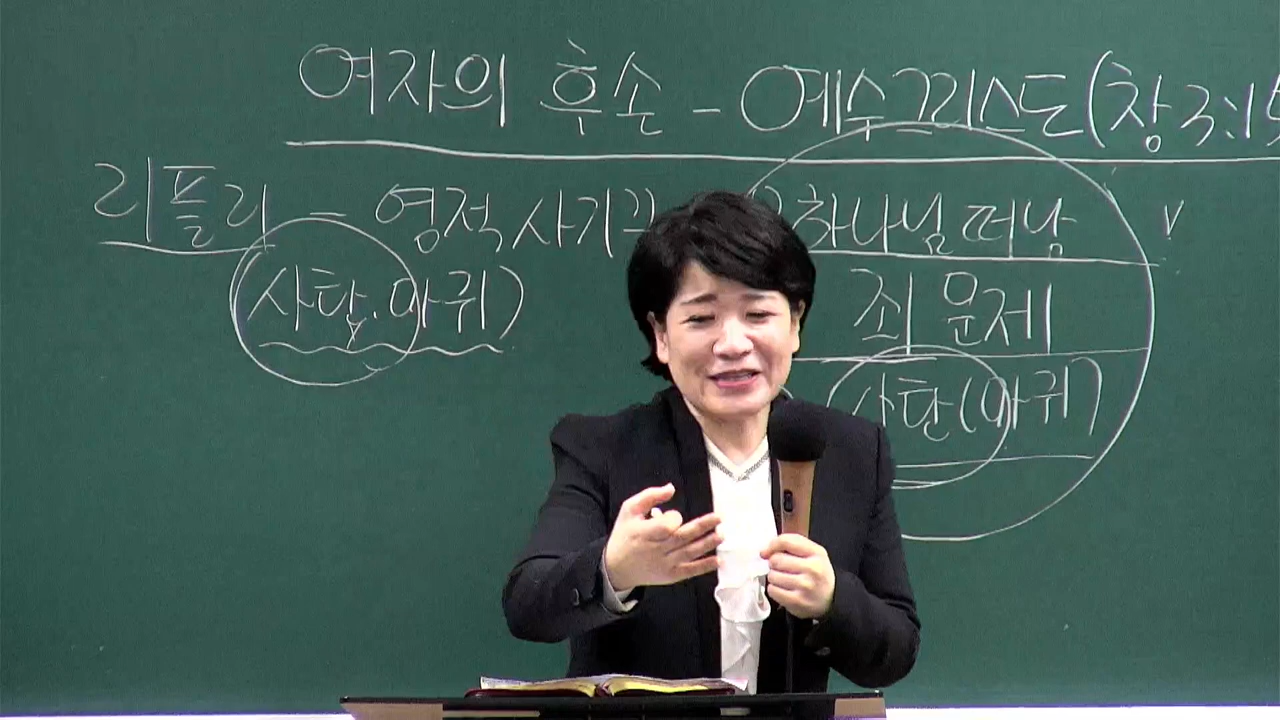 여자의 후손 - 예수그리스도(창3:15
리플리 - 영적사기꾼 하나님떠남 v
사탄.마귀) 죄 문제
사탄(마귀)